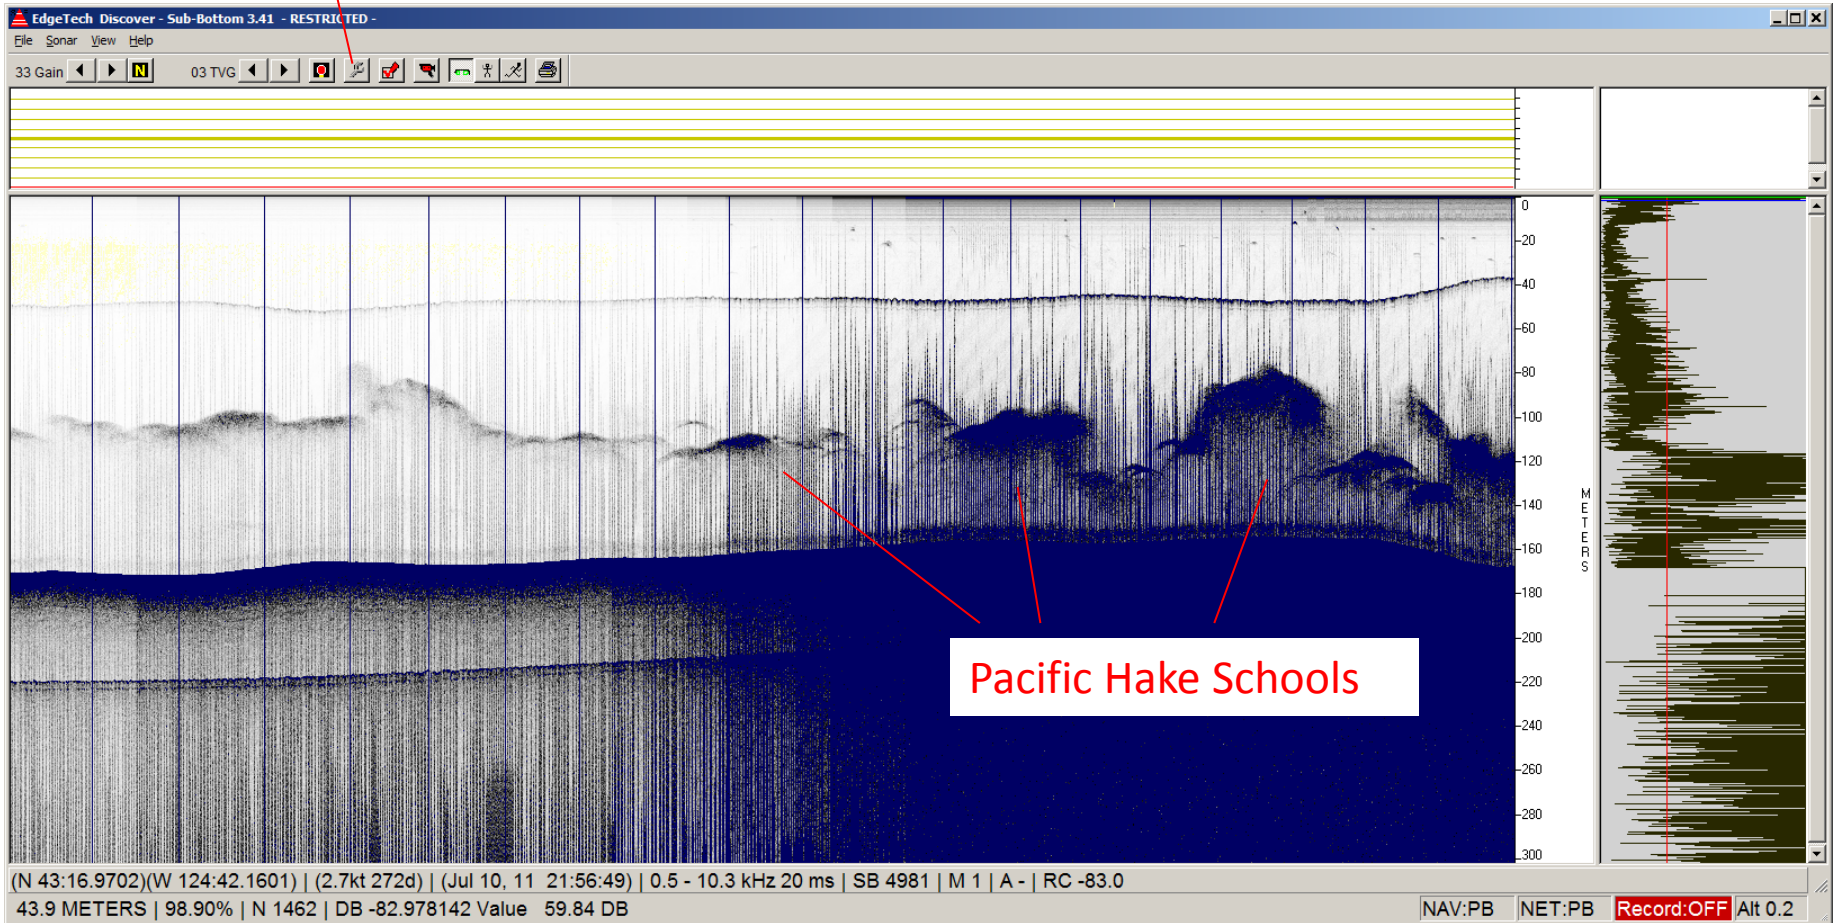 EdgeTech Discover - Sub-Bottom 3.41 - RESTRICTED -
File Sonar View Help
33 Gain N 03 TVG
0
20
40
60
80
100
120
140
160
180
200
220
240
260
280
300
METERS
Pacific Hake Schools
(N 43:16.9702)(W 124:42.1601) | (2.7kt 272d) | (Jul 10, 11 21:56:49) | 0.5 - 10.3 kHz 20 ms | SB 4981 | M 1 | A - | RC -83.0
43.9 METERS | 98.90% | N 1462 | DB -82.978142 Value 59.84 DB
NAV:PB NET:PB Record:OFF Alt 0.2